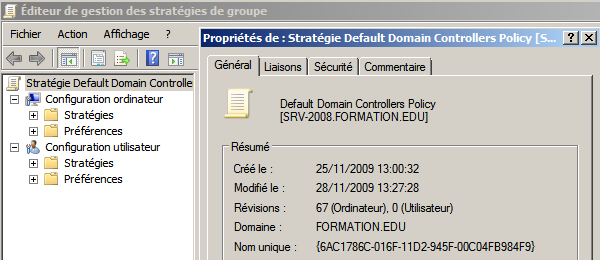 Éditeur de gestion des stratégies de groupe
Fichier Action Affichage ?
Stratégie Default Domain Controlle
Configuration ordinateur
Stratégies
Préférences
Configuration utilisateur
Stratégies
Préférences
Propriétés de : Stratégie Default Domain Controllers Policy [S...
Général Liaisons Sécurité Commentaire
Default Domain Controllers Policy
[SRV-2008.FORMATION.EDU]
Résumé
Créé le : 25/11/2009 13:00:32
Modifié le : 28/11/2009 13:27:28
Révisions : 67 (Ordinateur), 0 (Utilisateur)
Domaine : FORMATION.EDU
Nom unique : {6AC1786C-016F-11D2-945F-00C04FB984F9}